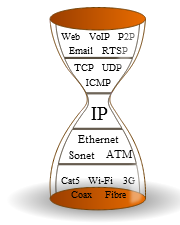 Web VoIP P2P
Email RTSP
TCP UDP
ICMP
IP
Ethernet
Sonet ATM
Cat5 Wi-Fi 3G
Coax Fibre